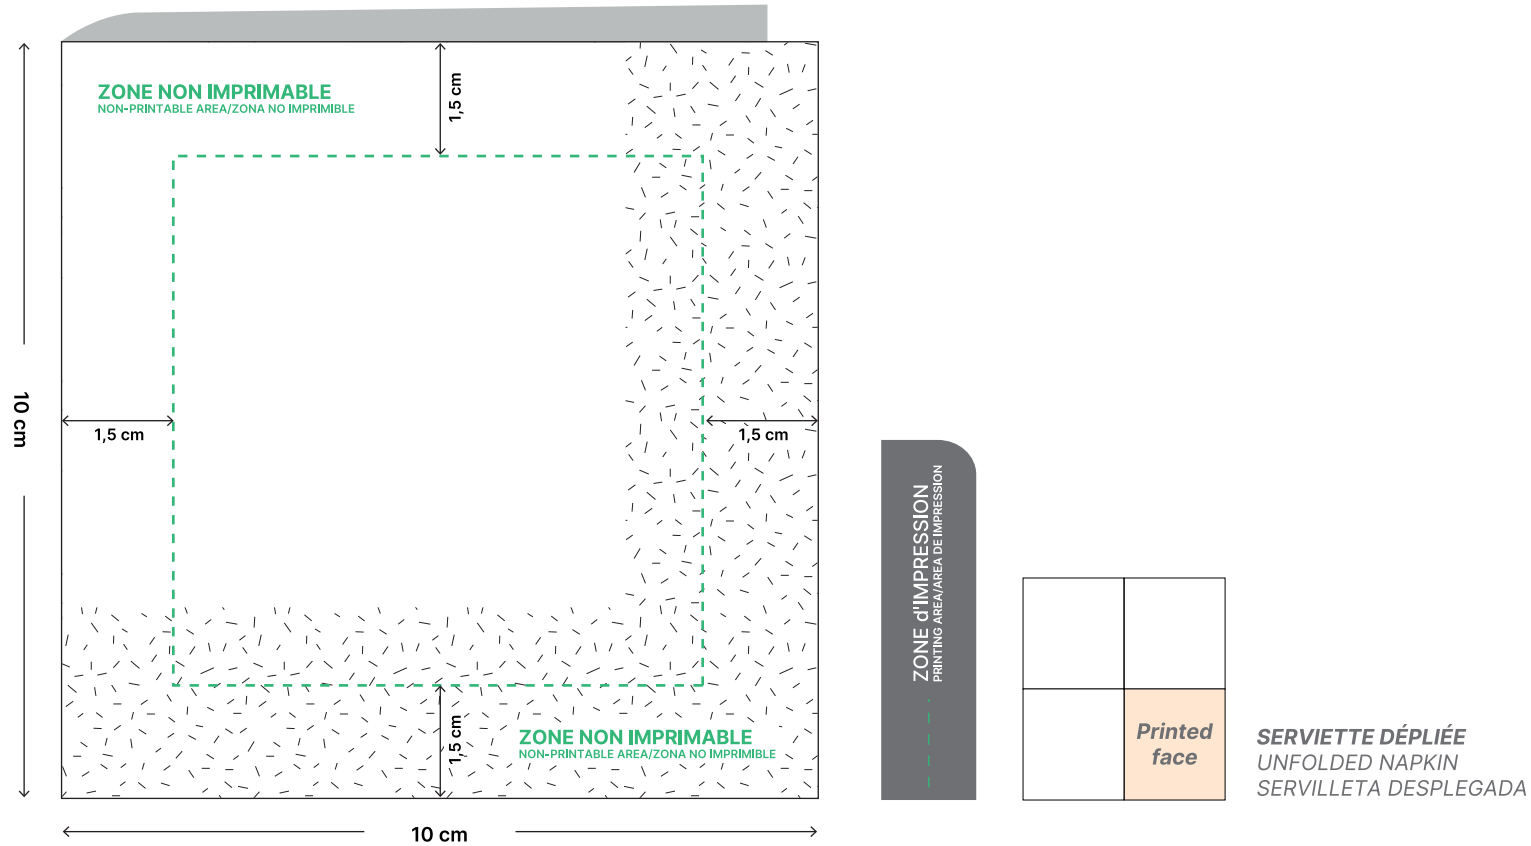 ZONE NON IMPRIMABLE
NON-PRINTABLE AREA/ZONA NO IMPRIMIBLE
1,5 cm
10 cm
1,5 cm
1,5 cm
1,5 cm
ZONE NON IMPRIMABLE
NON-PRINTABLE AREA/ZONA NO IMPRIMIBLE
10 cm
ZONE d'IMPRESSION
PRINTING AREA/AREA DE IMPRESSION
Printed
face
SERVIETTE DÉPLIÉE
UNFOLDED NAPKIN
SERVILLETA DESPLEGADA